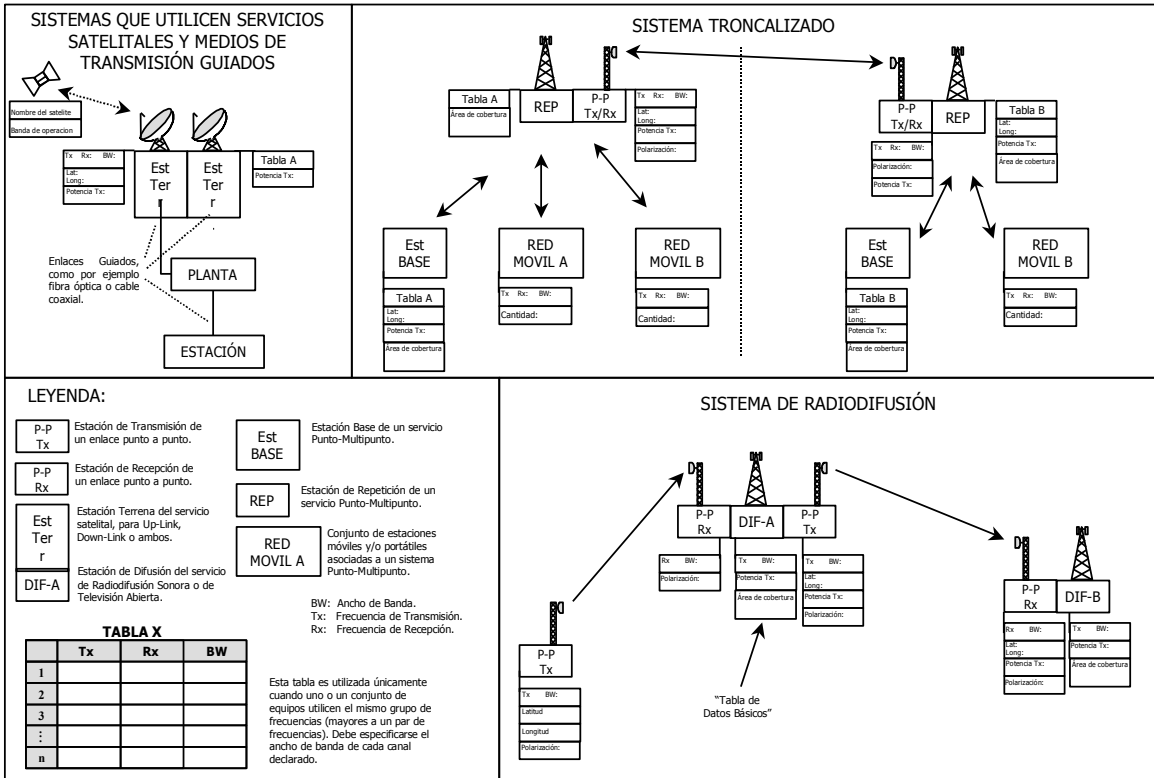 SISTEMAS QUE UTILICEN SERVICIOS
SATELITALES Y MEDIOS DE
TRANSMISIÓN GUIADOS
Nombre del satelite
Banda de operacion
Tx Rx: BW:
Lat:
Long:
Potencia Tx:
Est
Ter
r
Est
Ter
r
Tabla A
Potencia Tx:
Enlaces Guiados,
como por ejemplo
fibra óptica o cable
coaxial.
PLANTA
ESTACIÓN
SISTEMA TRONCALIZADO
Tabla A
Área de cobertura
REP
P-P
Tx/Rx
Tx Rx: BW:
Lat:
Long:
Potencia Tx:
Polarización:
Est
BASE
Tabla A
Lat:
Long:
Potencia Tx:
Área de cobertura
RED
MOVIL A
Tx Rx: BW:
Cantidad:
RED
MOVIL B
Tx Rx: BW:
Cantidad:
P-P
Tx/Rx
REP
Tx Rx: BW:
Polarización:
Potencia Tx:
Tabla B
Lat:
Long:
Potencia Tx:
Área de cobertura
Est
BASE
Tabla B
Lat:
Long:
Potencia Tx:
Área de cobertura
RED
MOVIL B
Tx Rx: BW:
Cantidad:
LEYENDA:
P-P
Tx
Estación de Transmisión de
un enlace punto a punto.
P-P
Rx
Estación de Recepción de
un enlace punto a punto.
Est
Ter
r
Estación Terrena del servicio
satelital, para Up-Link,
Down-Link o ambos.
DIF-A
Estación de Difusión del servicio
de Radiodifusión Sonora o de
Televisión Abierta.
Est
BASE
Estación Base de un servicio
Punto-Multipunto.
REP
Estación de Repetición de un
servicio Punto-Multipunto.
RED
MOVIL A
Conjunto de estaciones
móviles y/o portátiles
asociadas a un sistema
Punto-Multipunto.
BW: Ancho de Banda.
Tx: Frecuencia de Transmisión.
Rx: Frecuencia de Recepción.
TABLA X
Tx Rx BW
1
2
3
⋮
n
Esta tabla es utilizada únicamente
cuando uno o un conjunto de
equipos utilicen el mismo grupo de
frecuencias (mayores a un par de
frecuencias). Debe especificarse el
ancho de banda de cada canal
declarado.
SISTEMA DE RADIODIFUSIÓN
P-P
Tx
Tx BW:
Latitud
Longitud
Polarización:
P-P
Rx
DIF-A
P-P
Tx
Rx BW:
Polarización:
Tx BW:
Potencia Tx:
Área de cobertura
Tx BW:
Lat:
Long:
Potencia Tx:
Polarización:
"Tabla de
Datos Básicos"
P-P
Rx
DIF-B
Rx BW:
Lat:
Long:
Potencia Tx:
Polarización:
Tx BW:
Potencia Tx:
Área de cobertura